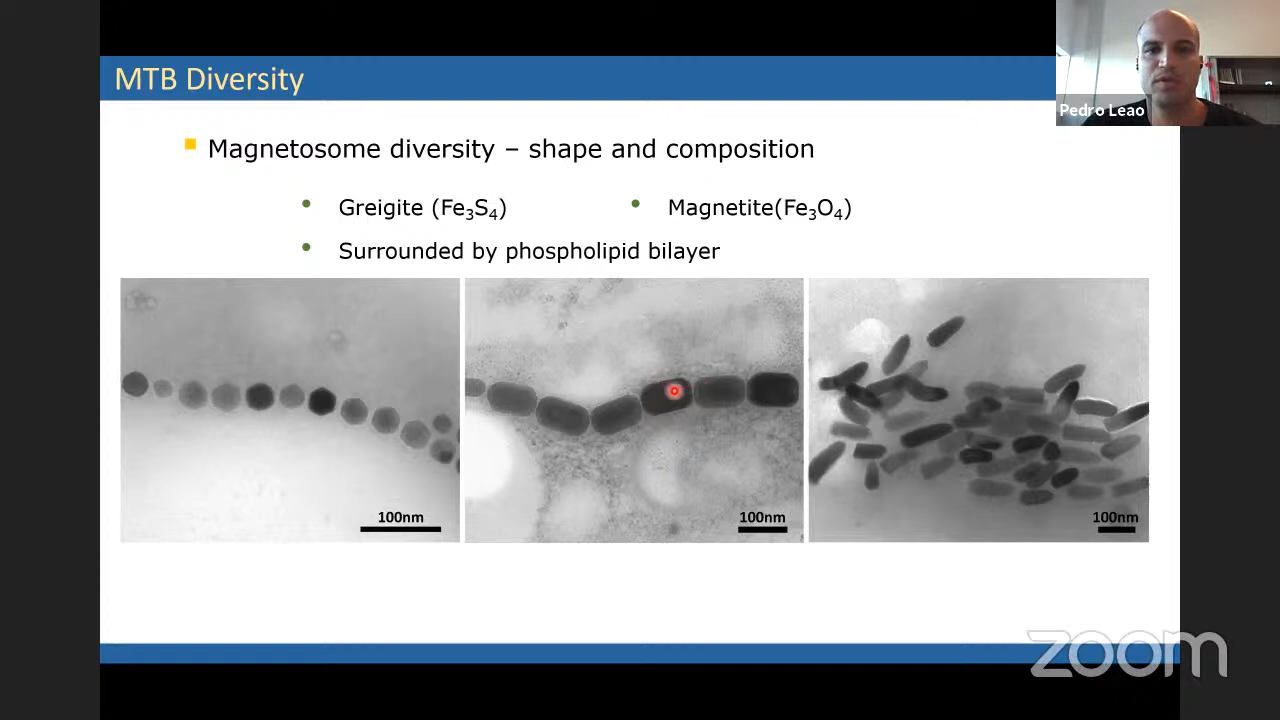 MTB Diversity
Pedro Leao
Magnetosome diversity – shape and composition
Greigite (Fe₃S₄)
Magnetite(Fe₃O₄)
Surrounded by phospholipid bilayer
100nm
100nm
100nm
zoom